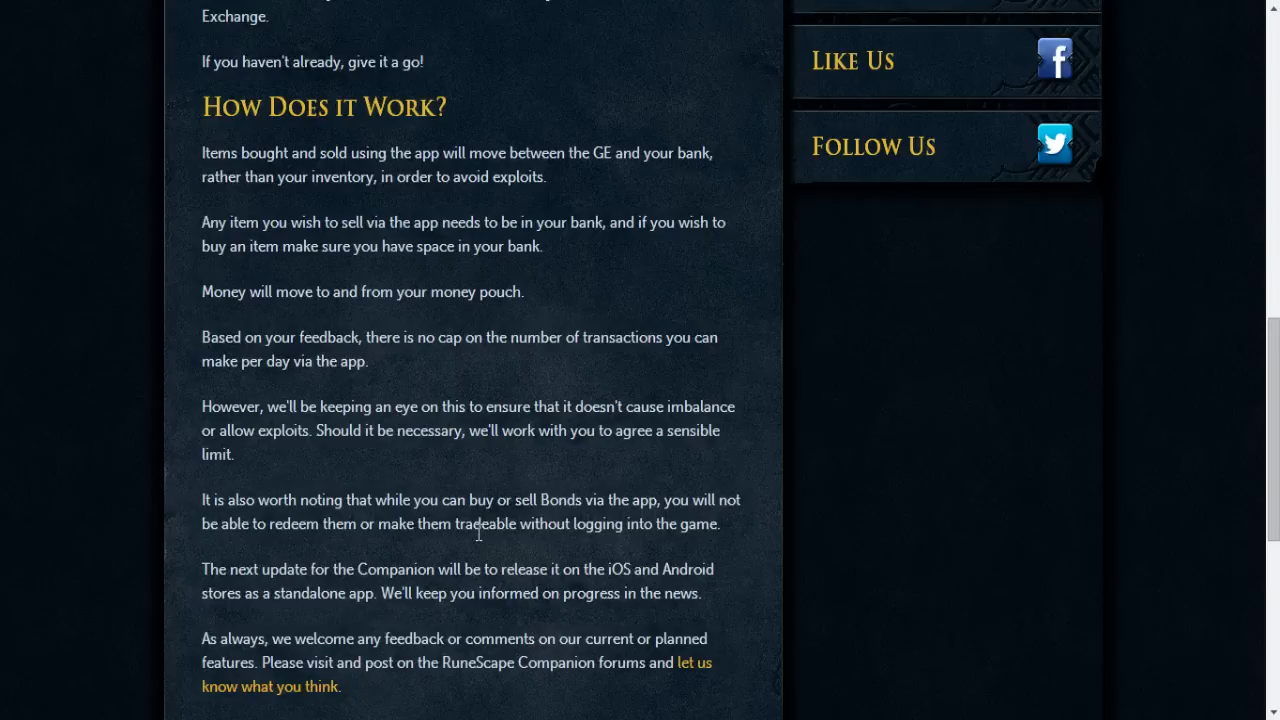 Exchange.
If you haven't already, give it a go!
How Does it Work?
Items bought and sold using the app will move between the GE and your bank,
rather than your inventory, in order to avoid exploits.
Any item you wish to sell via the app needs to be in your bank, and if you wish to
buy an item make sure you have space in your bank.
Money will move to and from your money pouch.
Based on your feedback, there is no cap on the number of transactions you can
make per day via the app.
However, we'll be keeping an eye on this to ensure that it doesn't cause imbalance
or allow exploits. Should it be necessary, we'll work with you to agree a sensible
limit.
It is also worth noting that while you can buy or sell Bonds via the app, you will not
be able to redeem them or make them tradeable without logging into the game.
The next update for the Companion will be to release it on the iOS and Android
stores as a standalone app. We'll keep you informed on progress in the news.
As always, we welcome any feedback or comments on our current or planned
features. Please visit and post on the RuneScape Companion forums and let us
know what you think.
Like Us
Follow Us